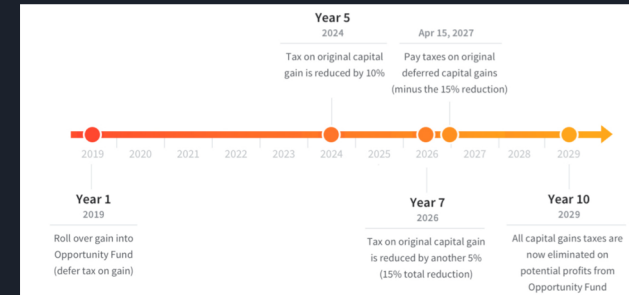 Year 5
2024
Tax on original capital
gain is reduced by 10%
Apr 15, 2027
Pay taxes on original
deferred capital gains
(minus the 15% reduction)
2019 2020 2021 2022 2023 2024 2025 2026 2027 2028 2029
Year 1
2019
Roll over gain into
Opportunity Fund
(defer tax on gain)
Year 7
2026
Tax on original capital gain
is reduced by another 5%
(15% total reduction)
Year 10
2029
All capital gains taxes are
now eliminated on
potential profits from
Opportunity Fund